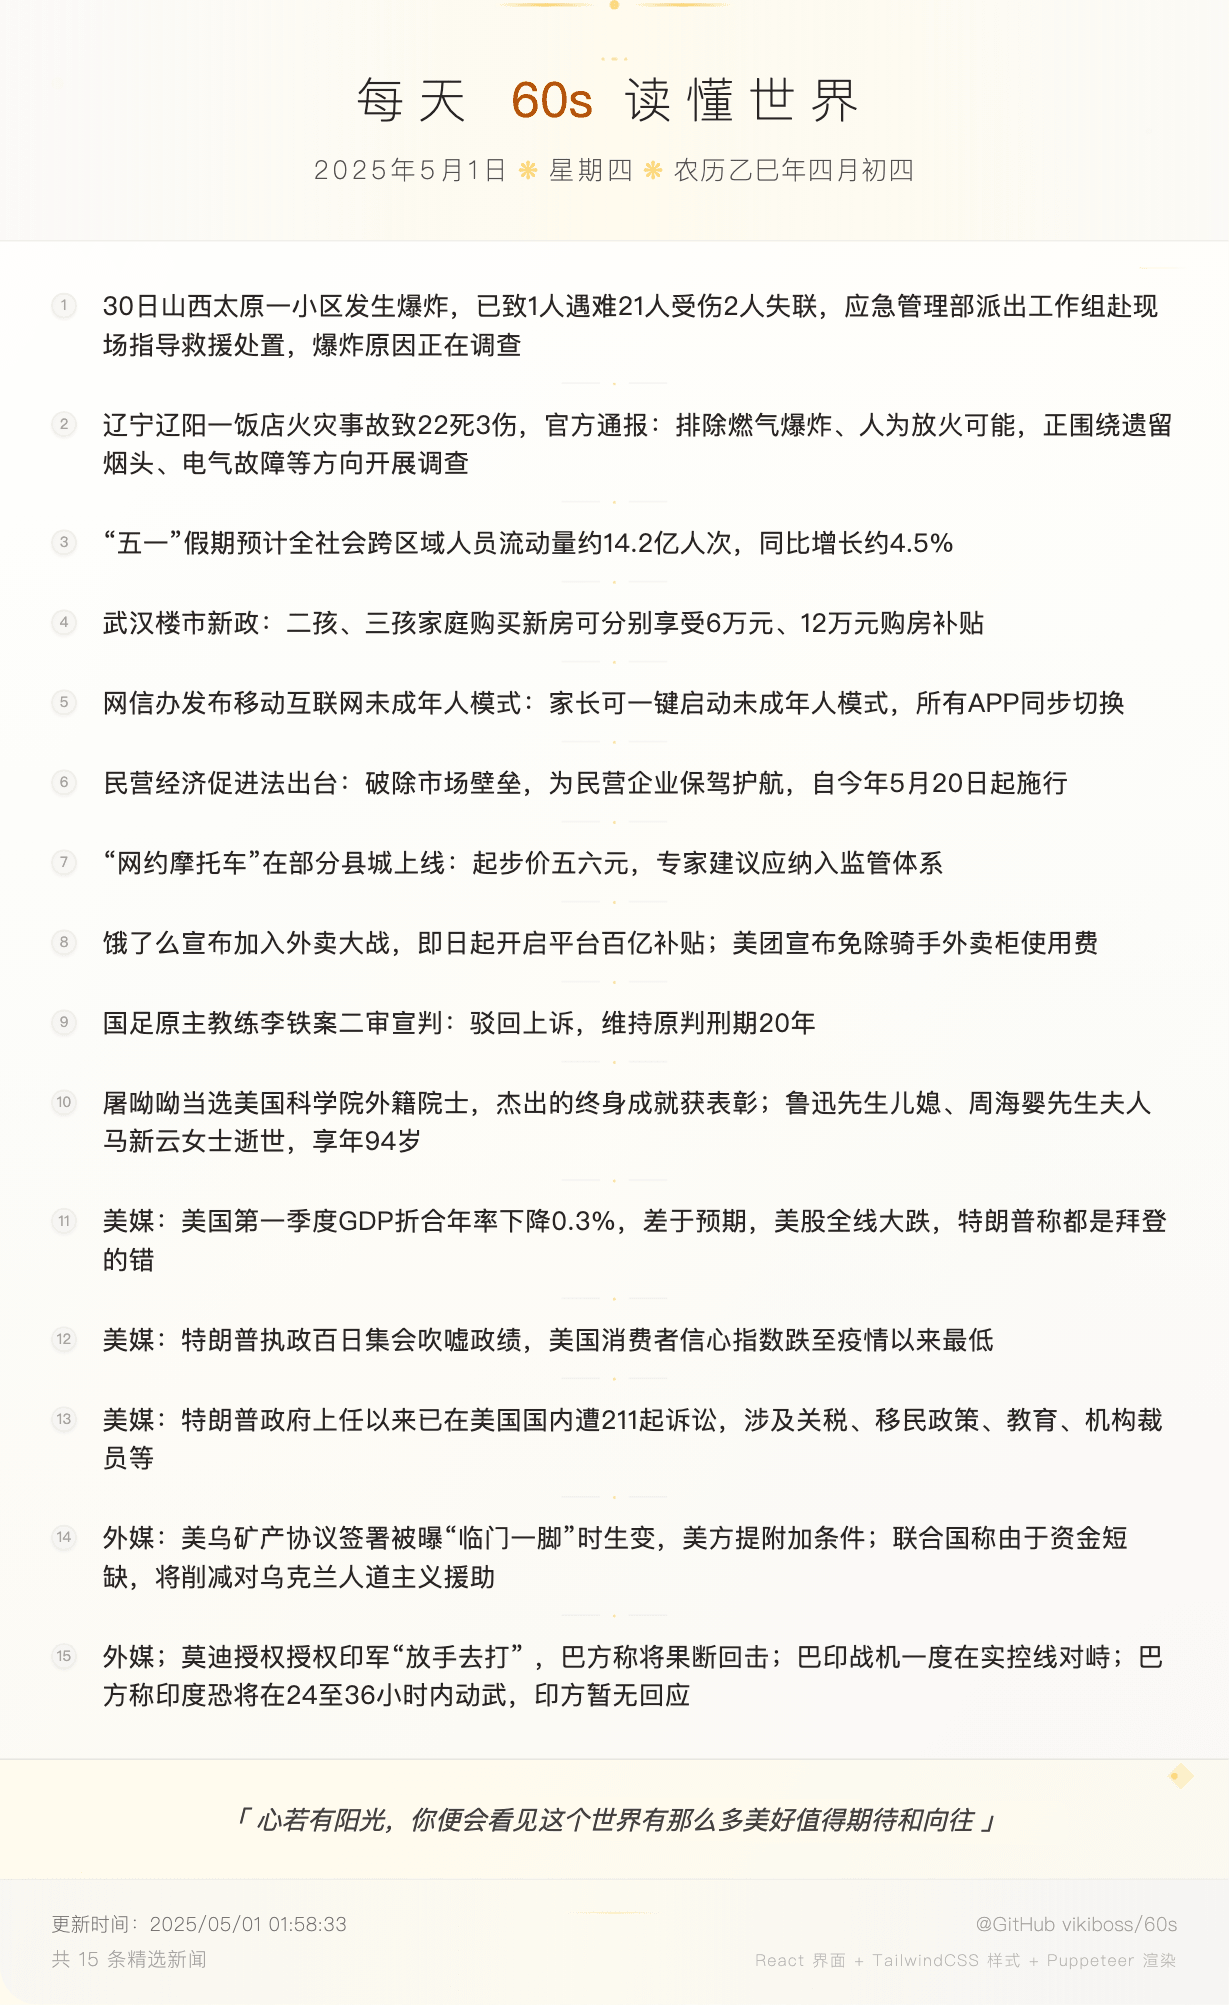 每天 60s 读懂世界
2025年5月1日 ❋ 星期四 ❋ 农历乙巳年四月初四
1 30日山西太原一小区发生爆炸，已致1人遇难21人受伤2人失联，应急管理部派出工作组赴现
场指导救援处置，爆炸原因正在调查
2 辽宁辽阳一饭店火灾事故致22死3伤，官方通报：排除燃气爆炸、人为放火可能，正围绕遗留
烟头、电气故障等方向开展调查
3 “五一”假期预计全社会跨区域人员流动量约14.2亿人次，同比增长约4.5%
4 武汉楼市新政：二孩、三孩家庭购买新房可分别享受6万元、12万元购房补贴
5 网信办发布移动互联网未成年人模式：家长可一键启动未成年人模式，所有APP同步切换
6 民营经济促进法出台：破除市场壁垒，为民营企业保驾护航，自今年5月20日起施行
7 “网约摩托车”在部分县城上线：起步价五六元，专家建议应纳入监管体系
8 饿了么宣布加入外卖大战，即日起开启平台百亿补贴；美团宣布免除骑手外卖柜使用费
9 国足原主教练李铁案二审宣判：驳回上诉，维持原判刑期20年
10 屠呦呦当选美国科学院外籍院士，杰出的终身成就获表彰；鲁迅先生儿媳、周海婴先生夫人
马新云女士逝世，享年94岁
11 美媒：美国第一季度GDP折合年率下降0.3%，差于预期，美股全线大跌，特朗普称都是拜登
的错
12 美媒：特朗普执政百日集会吹嘘政绩，美国消费者信心指数跌至疫情以来最低
13 美媒：特朗普政府上任以来已在美国国内遭211起诉讼，涉及关税、移民政策、教育、机构裁
员等
14 外媒：美乌矿产协议签署被曝“临门一脚”时生变，美方提附加条件；联合国称由于资金短
缺，将削减对乌克兰人道主义援助
15 外媒；莫迪授权授权印军“放手去打” ，巴方称将果断回击；巴印战机一度在实控线对峙；巴
方称印度恐将在24至36小时内动武，印方暂无回应
「 心若有阳光，你便会看见这个世界有那么多美好值得期待和向往 」
更新时间：2025/05/01 01:58:33
@GitHub vikiboss/60s
共 15 条精选新闻
React 界面 + TailwindCSS 样式 + Puppeteer 渲染